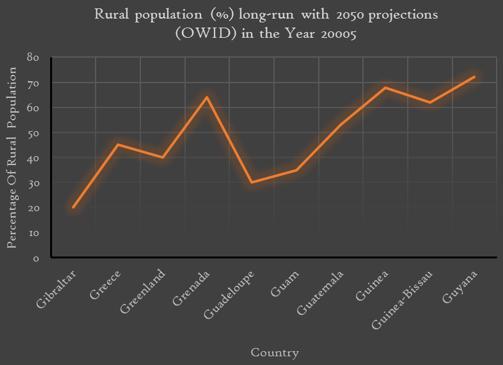 Rural population (%) long-run with 2050 projections
(OWID) in the Year 20005
Percentage Of Rural Population
80
70
60
50
40
30
20
10
0
Gibraltar
Greece
Greenland
Grenada
Guadeloupe
Guam
Guatemala
Guinea
Guinea-Bissau
Guyana
Country